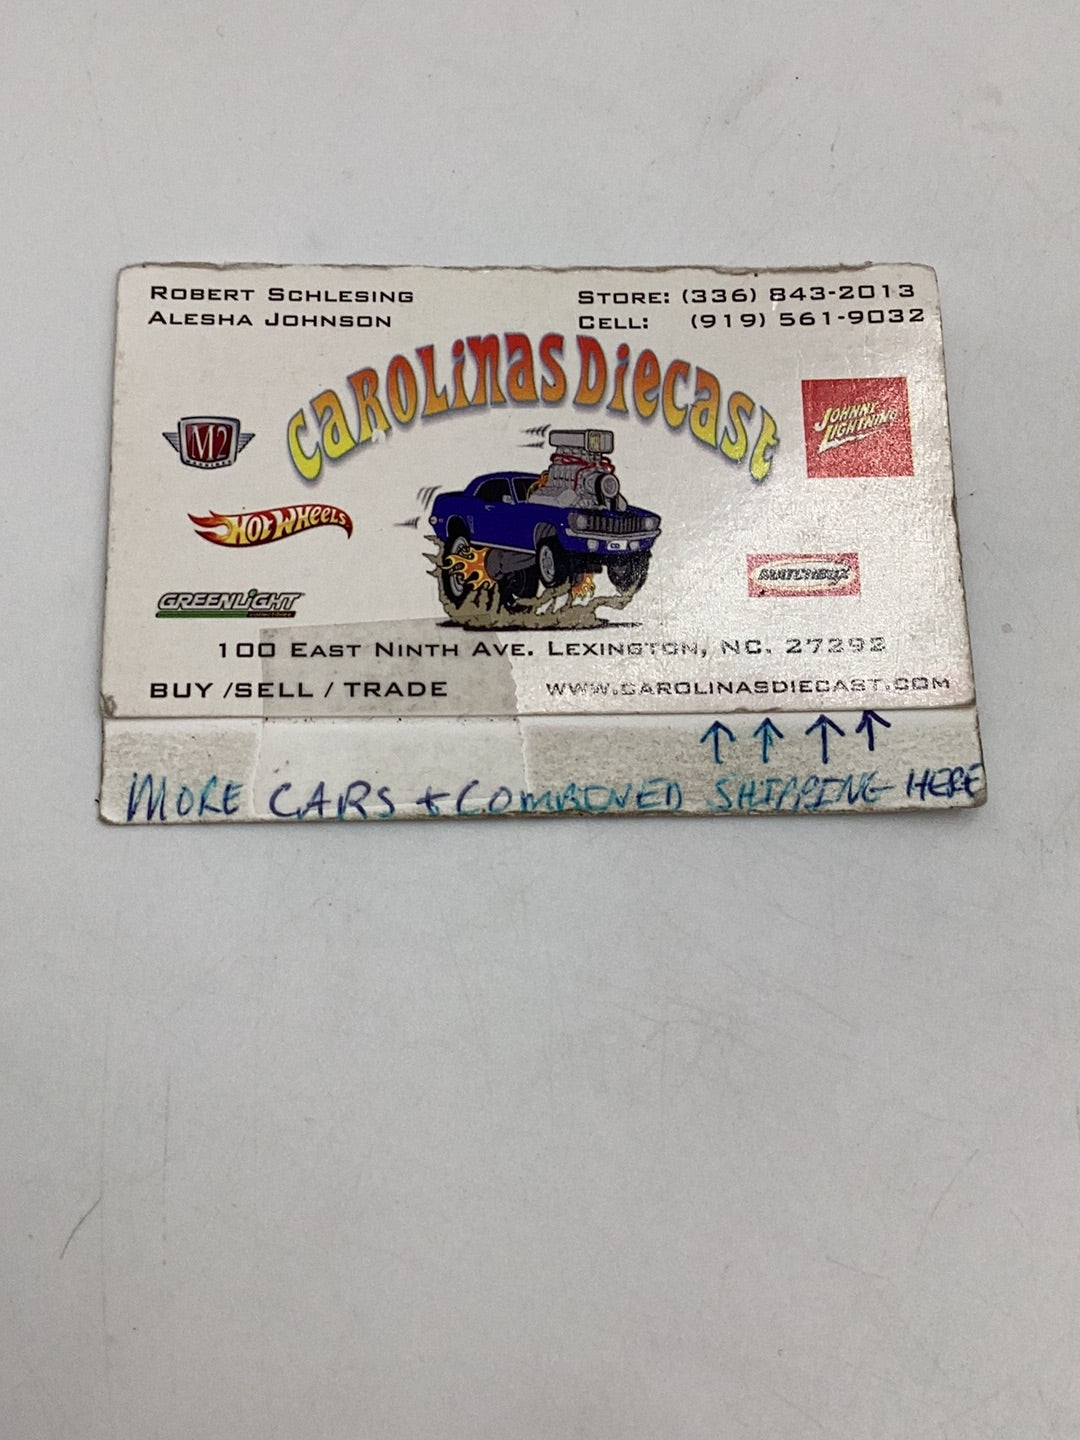 ROBERT SCHLESING
ALESHA JOHNSON
STORE: (336) 843-2013
CELL: (919) 561-9032
CAROLINAS DIECAST
M2
MACHINES
JOHNNY LIGHTNING
HOT WHEELS
MATCHBOX
GREENLIGHT
100 EAST NINTH AVE. LEXINGTON, NC. 27292
BUY /SELL / TRADE
WWW.CAROLINASDIECAST.COM
MORE CARS + COMBINED SHIPPING HERE